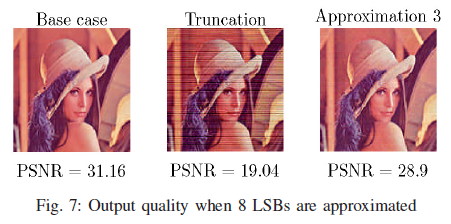 Base case Truncation Approximation 3
PSNR = 31.16 PSNR = 19.04 PSNR = 28.9
Fig. 7: Output quality when 8 LSBs are approximated